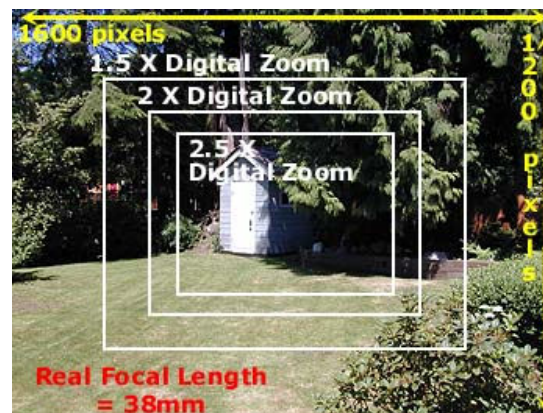 1600 pixels
1.5 X Digital Zoom
2 X Digital Zoom
2.5 X
Digital Zoom
1200 pixels
Real Focal Length
= 38mm